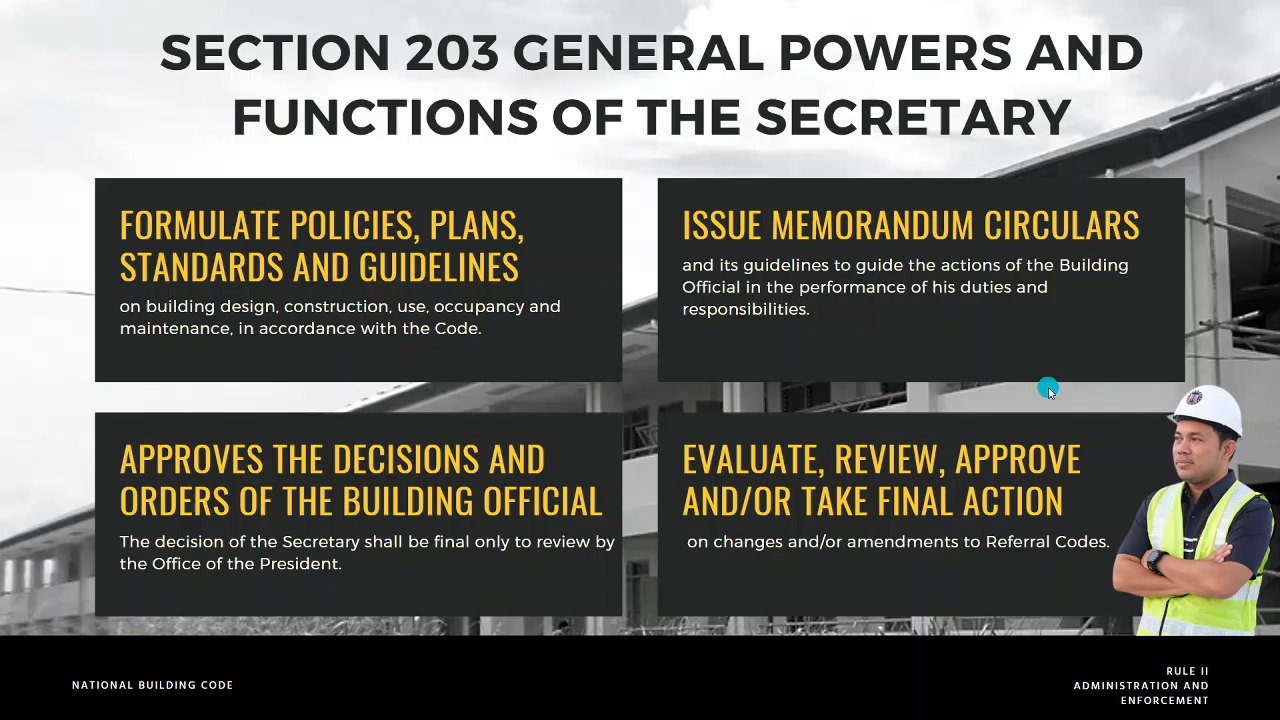 SECTION 203 GENERAL POWERS AND
FUNCTIONS OF THE SECRETARY
FORMULATE POLICIES, PLANS,
STANDARDS AND GUIDELINES
on building design, construction, use, occupancy and
maintenance, in accordance with the Code.
ISSUE MEMORANDUM CIRCULARS
and its guidelines to guide the actions of the Building
Official in the performance of his duties and
responsibilities.
APPROVES THE DECISIONS AND
ORDERS OF THE BUILDING OFFICIAL
The decision of the Secretary shall be final only to review by
the Office of the President.
EVALUATE, REVIEW, APPROVE
AND/OR TAKE FINAL ACTION
on changes and/or amendments to Referral Codes.
NATIONAL BUILDING CODE
RULE II
ADMINISTRATION AND
ENFORCEMENT